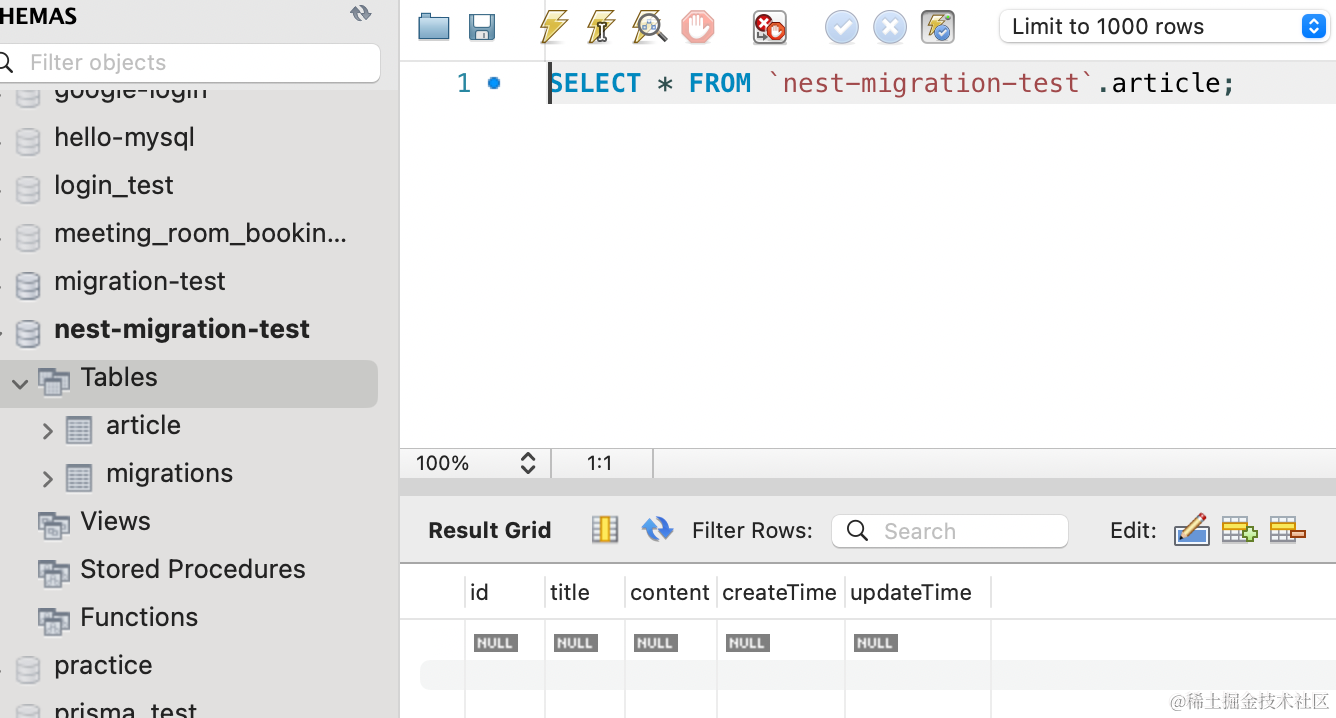 HEMAS
Filter objects
google-login
hello-mysql
login_test
meeting_room_bookin...
migration-test
nest-migration-test
Tables
article
migrations
Views
Stored Procedures
Functions
practice
prisma_test
Limit to 1000 rows
1
SELECT * FROM `nest-migration-test`.article;
100%
1:1
Result Grid
Filter Rows:
Search
Edit:
id title content createTime updateTime
NULL NULL NULL NULL NULL
@稀土掘金技术社区